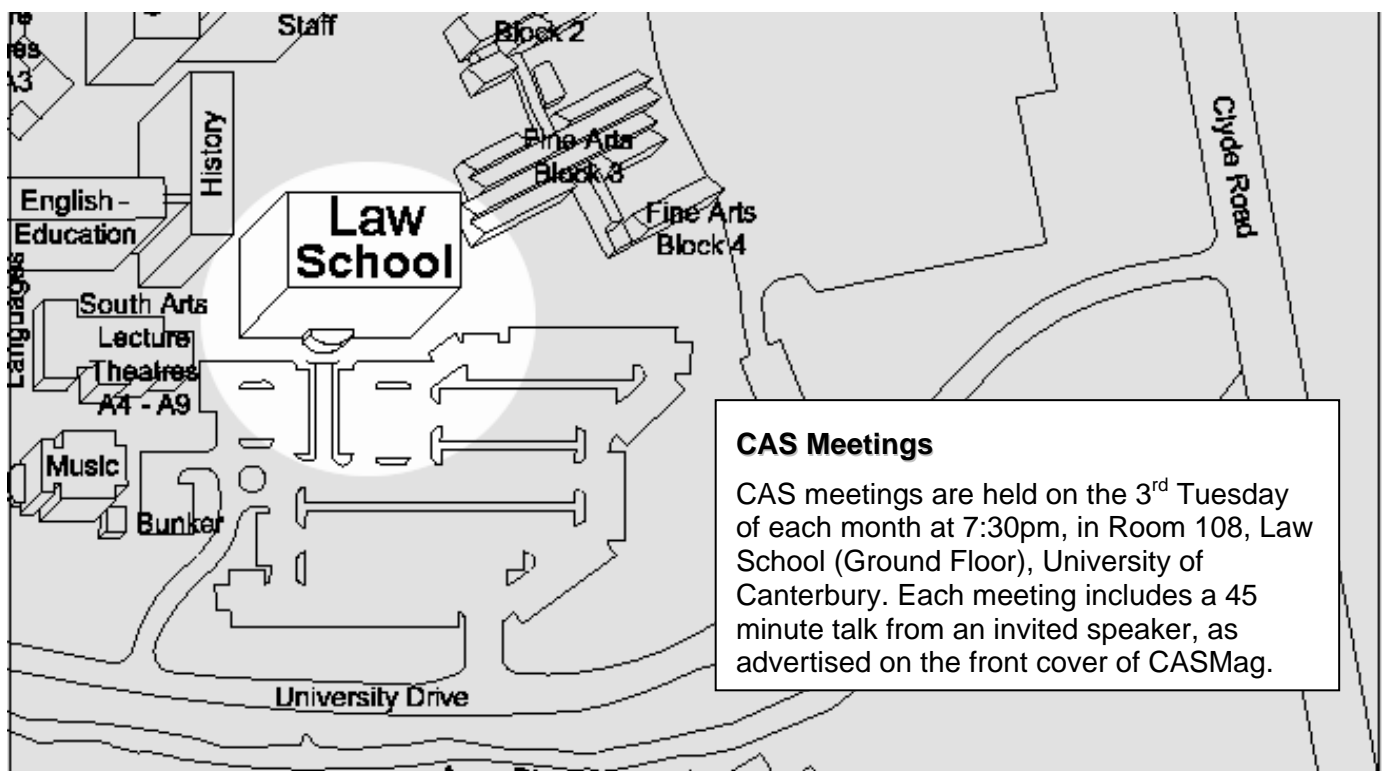 Staff
Block 2
History
English -
Education
Languages
Law
School
Fine Arts
Block 3
Fine Arts
Block 4
Clyde Road
South Arts
Lecture
Theatres
A4 - A9
Music
Bunker
University Drive
CAS Meetings
CAS meetings are held on the 3rd Tuesday
of each month at 7:30pm, in Room 108, Law
School (Ground Floor), University of
Canterbury. Each meeting includes a 45
minute talk from an invited speaker, as
advertised on the front cover of CASMag.